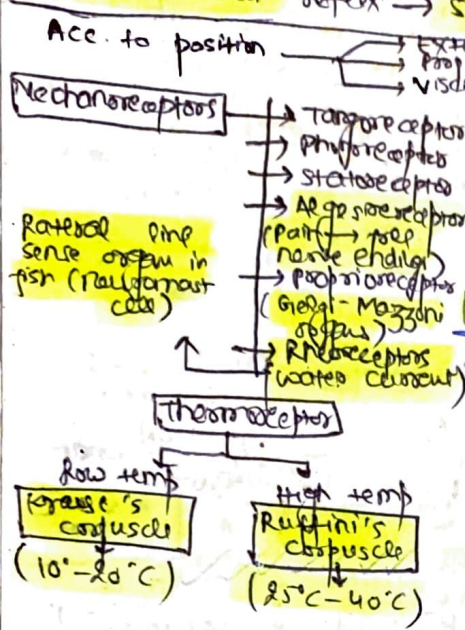 Acc. to position
Mechanoreceptors
Tangoreceptor
Phonoreceptor
Statoreceptor
Algesireceptor
(Pain → free
nerve ending)
Proprioreceptor
(Golgi-Mazzoni
organs)
Rheoreceptors
(water current)
Lateral line
sense organ in
fish (Neuromast
cell)
Thermoreceptor
Low temp
Krause's
corpuscle
(10°-20°C)
High temp
Ruffini's
corpuscle
(25°C-40°C)